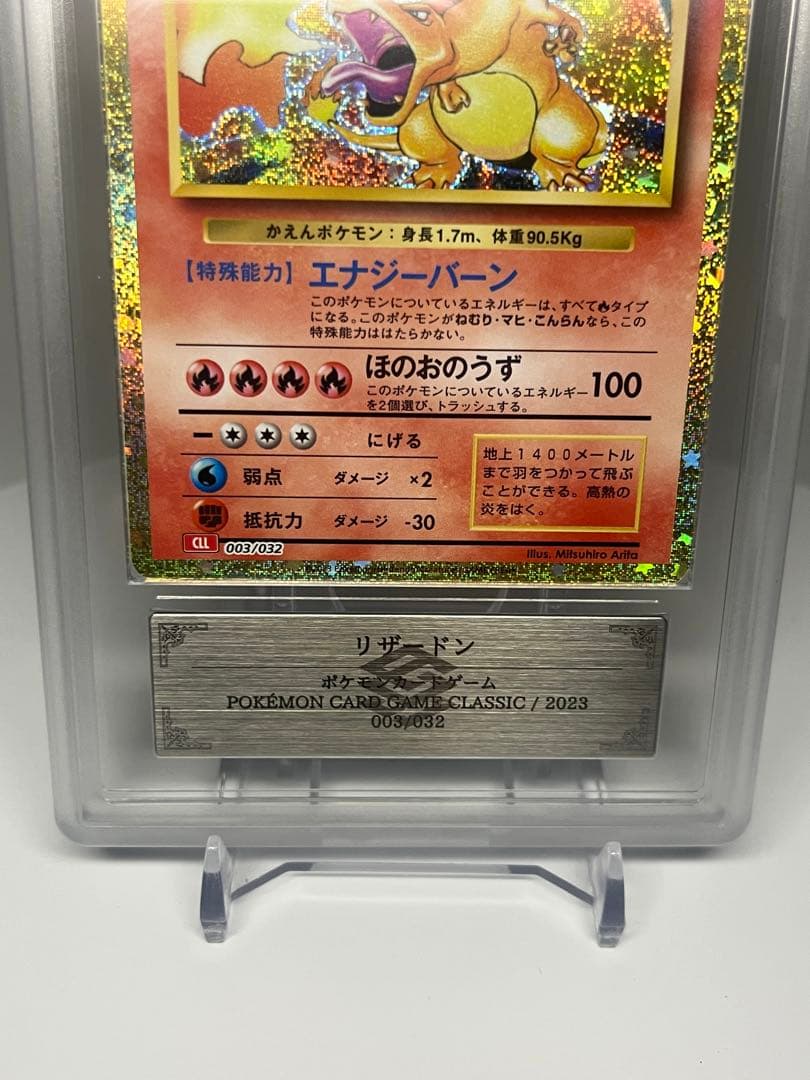 かえんポケモン：身長1.7m、体重90.5Kg
【特殊能力】エナジーバーン
このポケモンについているエネルギーは、すべてタイプ
になる。このポケモンがねむり・マヒ・こんらんなら、この
特殊能力ははたらかない。
ほのおのうず 100
このポケモンについているエネルギー
を2個選び、トラッシュする。
にげる
弱点 ダメージ ×2
抵抗力 ダメージ -30
地上1400メートル
まで羽をつかって飛ぶ
ことができる。高熱の
炎をはく。
CLL 003/032
Illus. Mitsuhiro Arita
リザードン
ポケモンカードゲーム
POKÉMON CARD GAME CLASSIC / 2023
003/032